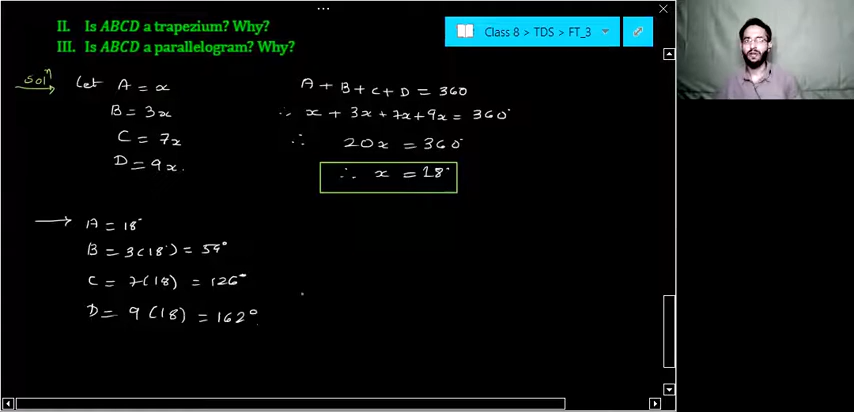 II. Is ABCD a trapezium? Why?
III. Is ABCD a parallelogram? Why?
Class 8 > TDS > FT_3
Solⁿ
Let A = x
B = 3x
C = 7x
D = 9x.
A + B + C + D = 360
∴ x + 3x + 7x + 9x = 360°
∴ 20x = 360°
∴ x = 18°
→ A = 18°
B = 3(18°) = 54°
C = 7(18) = 126°
D = 9(18) = 162°.